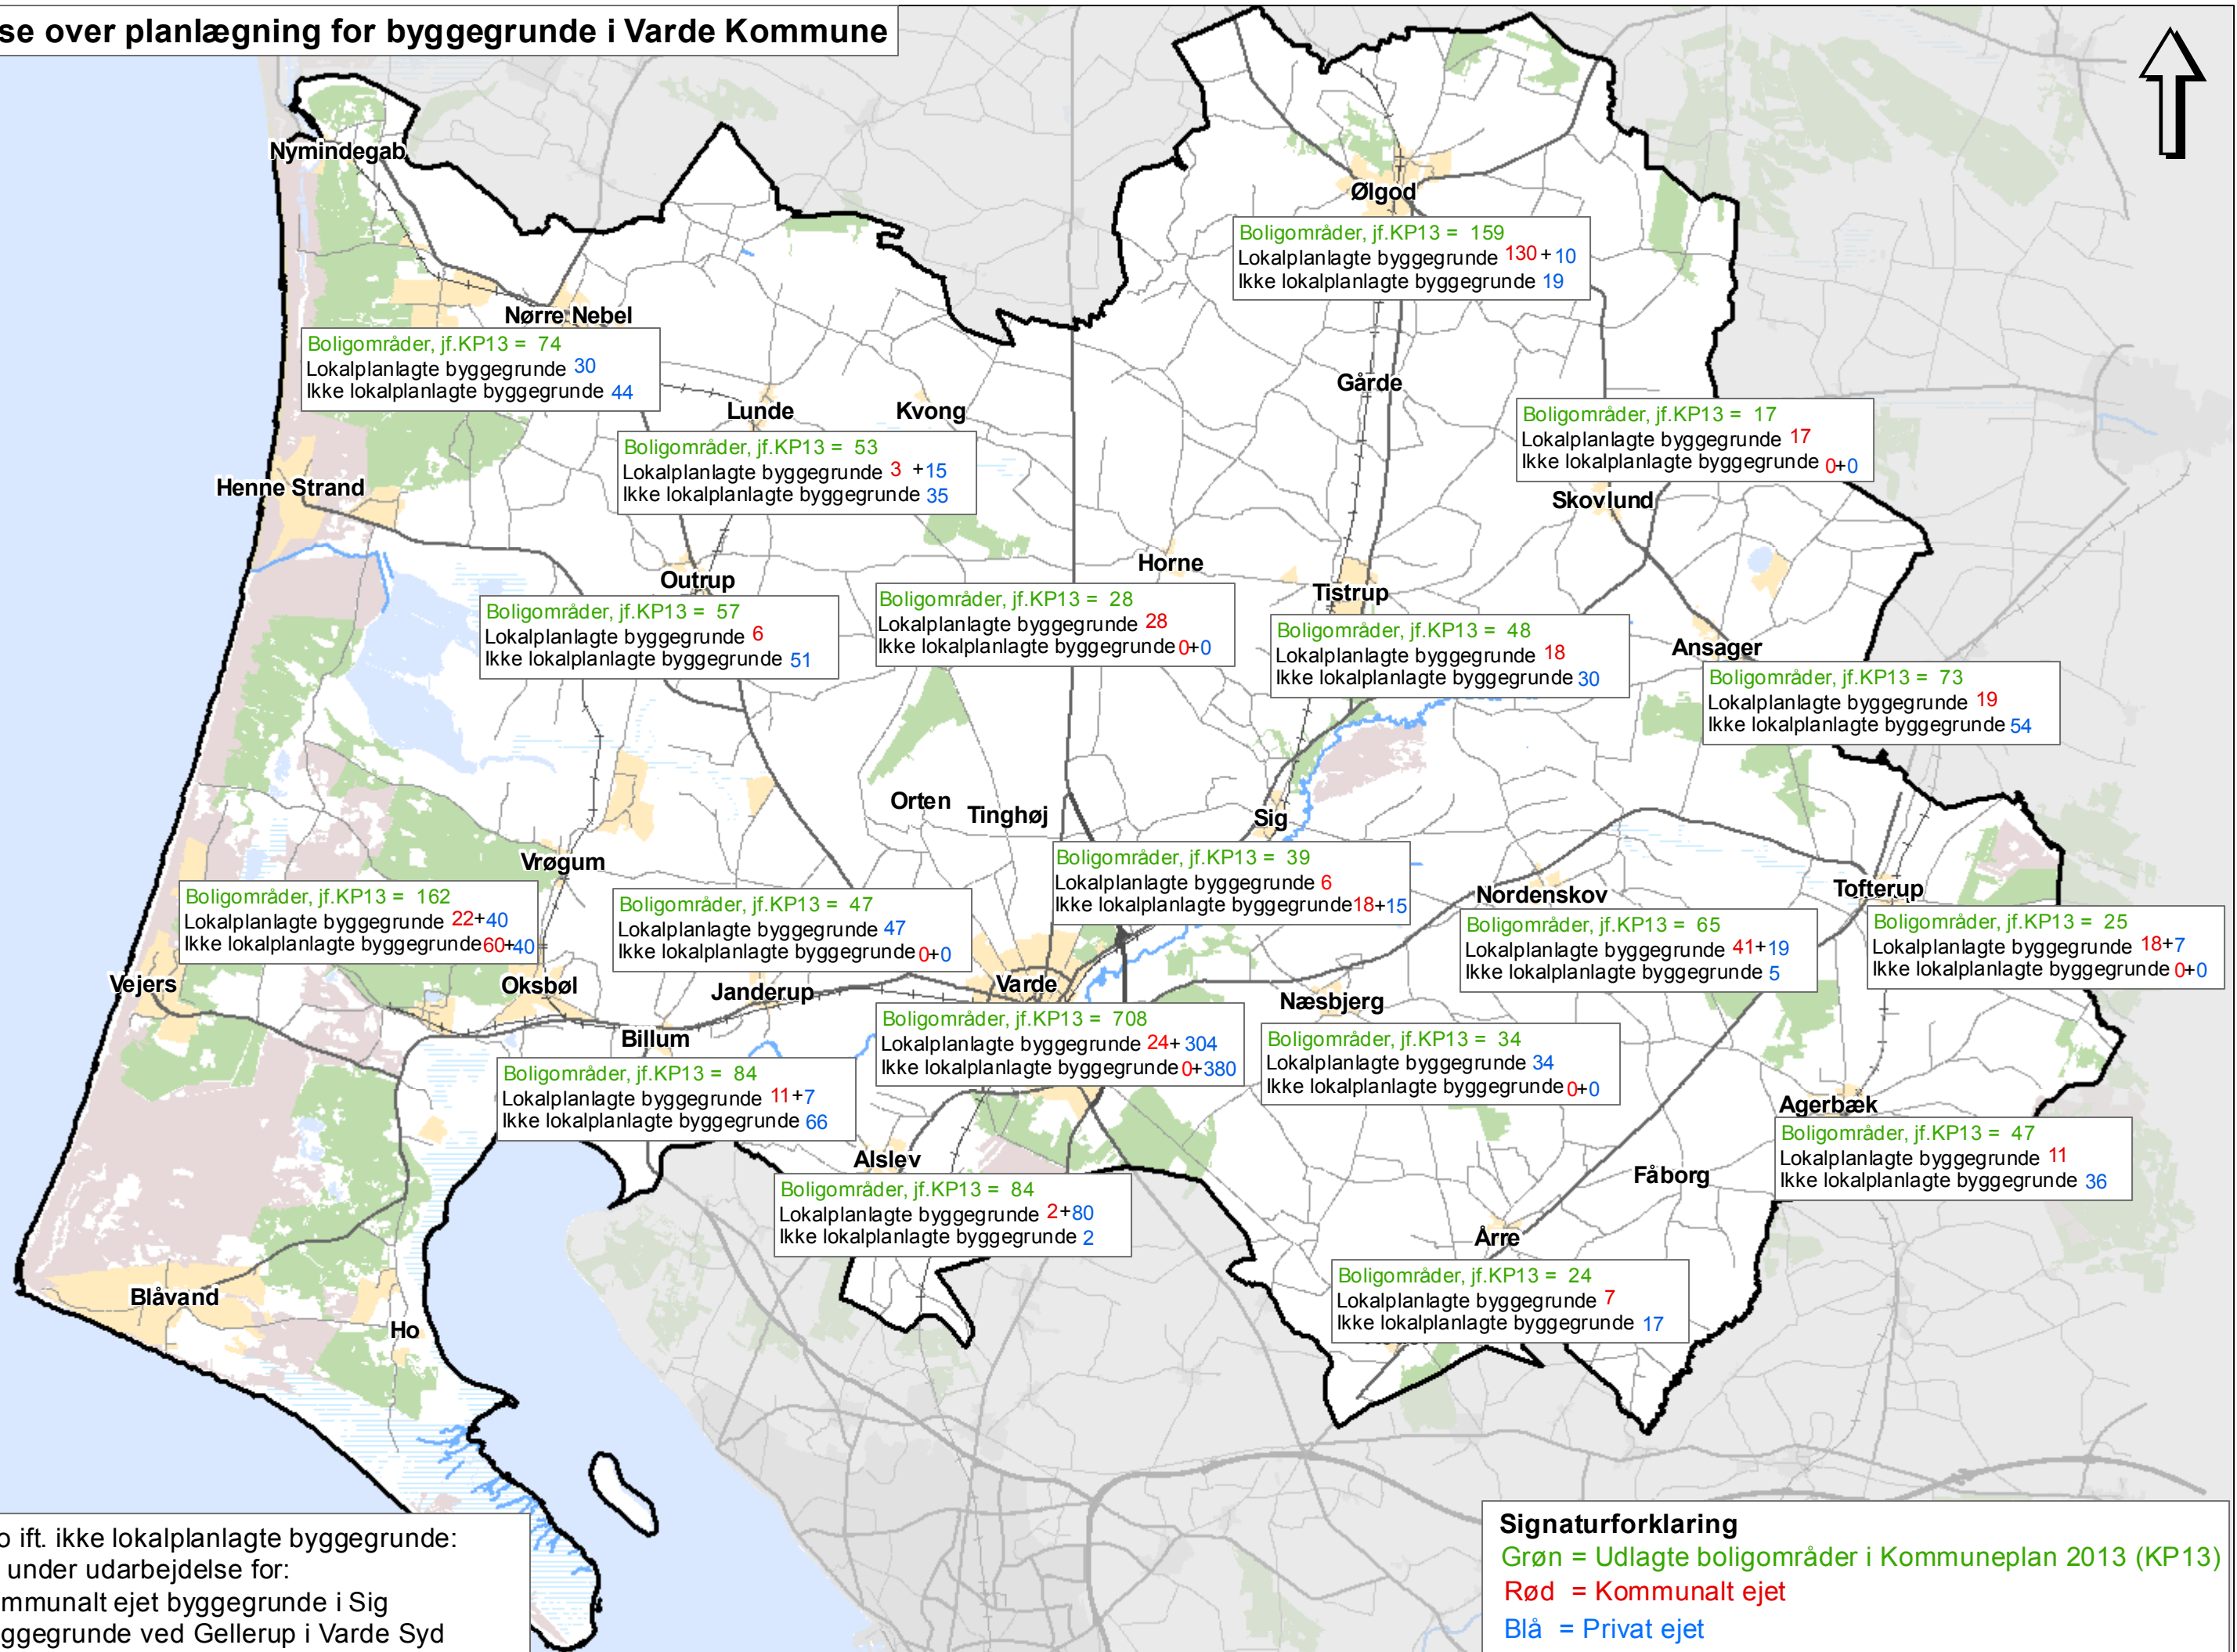 se over planlægning for byggegrunde i Varde Kommune
Nymindegab
Ølgod
Boligområder, jf.KP13 = 159
Lokalplanlagte byggegrunde 130+10
Ikke lokalplanlagte byggegrunde 19
Nørre Nebel
Boligområder, jf.KP13 = 74
Lokalplanlagte byggegrunde 30
Ikke lokalplanlagte byggegrunde 44
Gårde
Lunde
Kvong
Boligområder, jf.KP13 = 53
Lokalplanlagte byggegrunde 3 +15
Ikke lokalplanlagte byggegrunde 35
Boligområder, jf.KP13 = 17
Lokalplanlagte byggegrunde 17
Ikke lokalplanlagte byggegrunde 0+0
Skovlund
Henne Strand
Outrup
Boligområder, jf.KP13 = 57
Lokalplanlagte byggegrunde 6
Ikke lokalplanlagte byggegrunde 51
Horne
Boligområder, jf.KP13 = 28
Lokalplanlagte byggegrunde 28
Ikke lokalplanlagte byggegrunde 0+0
Tistrup
Boligområder, jf.KP13 = 48
Lokalplanlagte byggegrunde 18
Ikke lokalplanlagte byggegrunde 30
Ansager
Boligområder, jf.KP13 = 73
Lokalplanlagte byggegrunde 19
Ikke lokalplanlagte byggegrunde 54
Orten
Tinghøj
Sig
Boligområder, jf.KP13 = 39
Lokalplanlagte byggegrunde 6
Ikke lokalplanlagte byggegrunde18+15
Vrøgum
Boligområder, jf.KP13 = 162
Lokalplanlagte byggegrunde 22+40
Ikke lokalplanlagte byggegrunde60+40
Boligområder, jf.KP13 = 47
Lokalplanlagte byggegrunde 47
Ikke lokalplanlagte byggegrunde 0+0
Nordenskov
Boligområder, jf.KP13 = 65
Lokalplanlagte byggegrunde 41+19
Ikke lokalplanlagte byggegrunde 5
Tofterup
Boligområder, jf.KP13 = 25
Lokalplanlagte byggegrunde 18+7
Ikke lokalplanlagte byggegrunde 0+0
Vejers
Oksbøl
Janderup
Varde
Boligområder, jf.KP13 = 708
Lokalplanlagte byggegrunde 24+304
Ikke lokalplanlagte byggegrunde 0+380
Næsbjerg
Boligområder, jf.KP13 = 34
Lokalplanlagte byggegrunde 34
Ikke lokalplanlagte byggegrunde 0+0
Billum
Boligområder, jf.KP13 = 84
Lokalplanlagte byggegrunde 11+7
Ikke lokalplanlagte byggegrunde 66
Agerbæk
Boligområder, jf.KP13 = 47
Lokalplanlagte byggegrunde 11
Ikke lokalplanlagte byggegrunde 36
Alslev
Boligområder, jf.KP13 = 84
Lokalplanlagte byggegrunde 2+80
Ikke lokalplanlagte byggegrunde 2
Fåborg
Årre
Boligområder, jf.KP13 = 24
Lokalplanlagte byggegrunde 7
Ikke lokalplanlagte byggegrunde 17
Blåvand
Ho
o ift. ikke lokalplanlagte byggegrunde:
under udarbejdelse for:
mmunalt ejet byggegrunde i Sig
ggegrunde ved Gellerup i Varde Syd
Signaturforklaring
Grøn = Udlagte boligområder i Kommuneplan 2013 (KP13)
Rød = Kommunalt ejet
Blå = Privat ejet